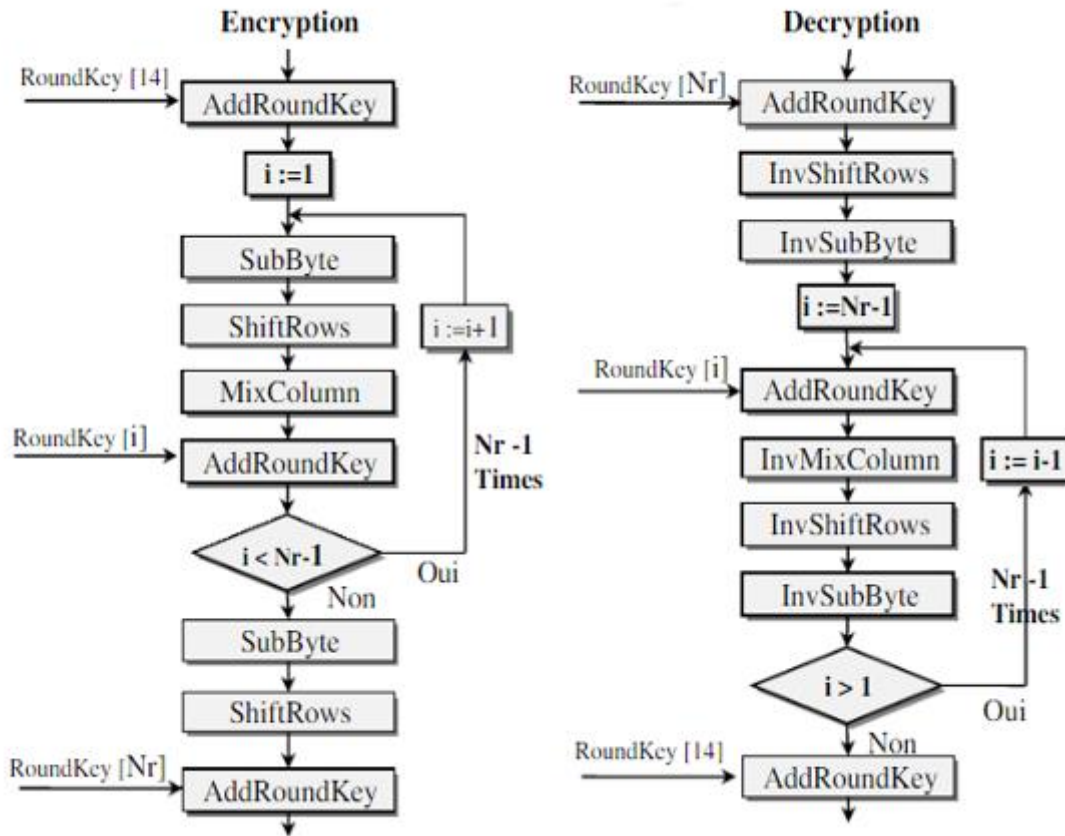 Encryption
RoundKey [14]
AddRoundKey
i :=1
SubByte
ShiftRows
i :=i+1
MixColumn
RoundKey [i]
AddRoundKey
Nr -1
Times
i < Nr-1
Oui
Non
SubByte
ShiftRows
RoundKey [Nr]
AddRoundKey
Decryption
RoundKey [Nr]
AddRoundKey
InvShiftRows
InvSubByte
i :=Nr-1
RoundKey [i]
AddRoundKey
InvMixColumn
i := i-1
InvShiftRows
InvSubByte
Nr -1
Times
i > 1
Oui
Non
RoundKey [14]
AddRoundKey